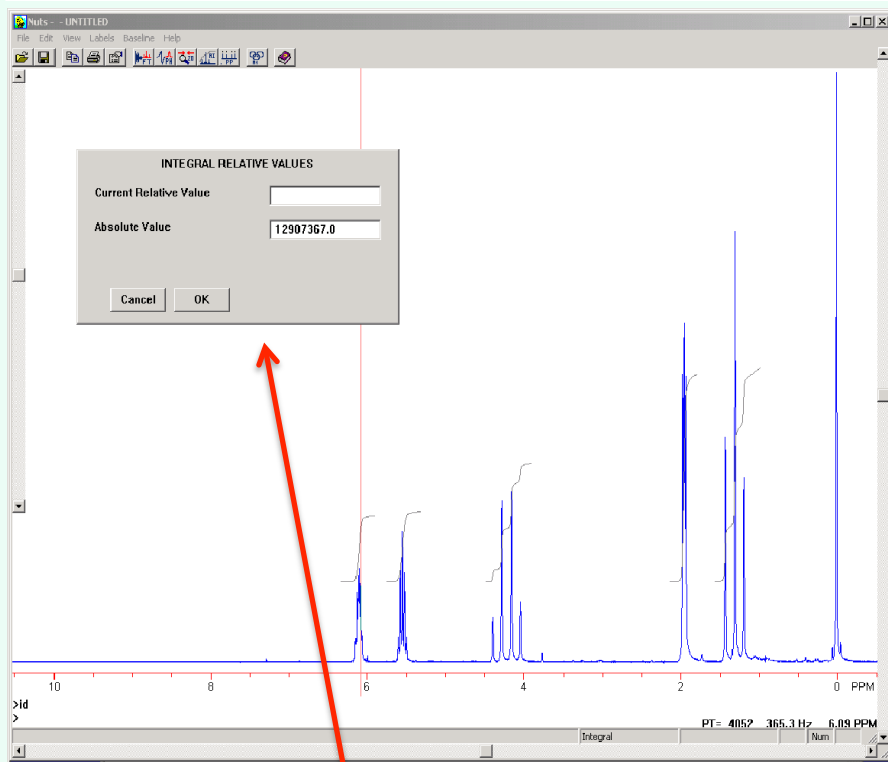 Nuts - - UNTITLED
File Edit View Labels Baseline Help
INTEGRAL RELATIVE VALUES
Current Relative Value
Absolute Value 12907367.0
Cancel OK
10 8 6 4 2 0 PPM
>id
>
PT= 4052 365.3 Hz 6.09 PPM
Integral Num